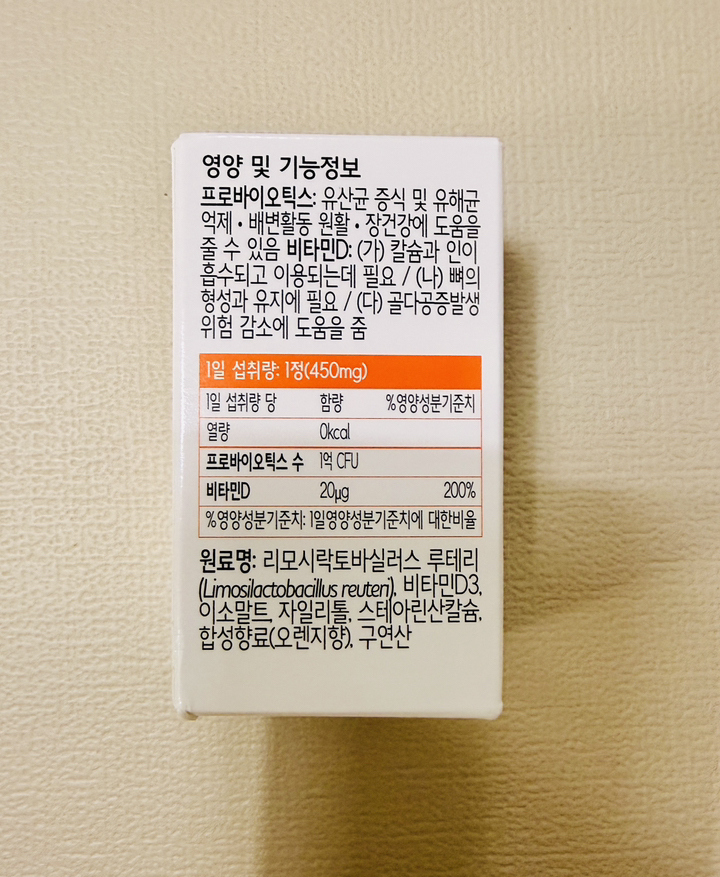 영양 및 기능정보
프로바이오틱스: 유산균 증식 및 유해균
억제 • 배변활동 원활 • 장건강에 도움을
줄 수 있음 비타민D: (가) 칼슘과 인이
흡수되고 이용되는데 필요 / (나) 뼈의
형성과 유지에 필요 / (다) 골다공증발생
위험 감소에 도움을 줌
1일 섭취량: 1정(450mg)
1일 섭취량 당 함량 %영양성분기준치
열량 0kcal
프로바이오틱스 수 1억 CFU
비타민D 20µg 200%
%영양성분기준치: 1일영양성분기준치에 대한비율
원료명: 리모시락토바실러스 루테리
(Limosilactobacillus reuteri), 비타민D3,
이소말트, 자일리톨, 스테아린산칼슘,
합성향료(오렌지향), 구연산